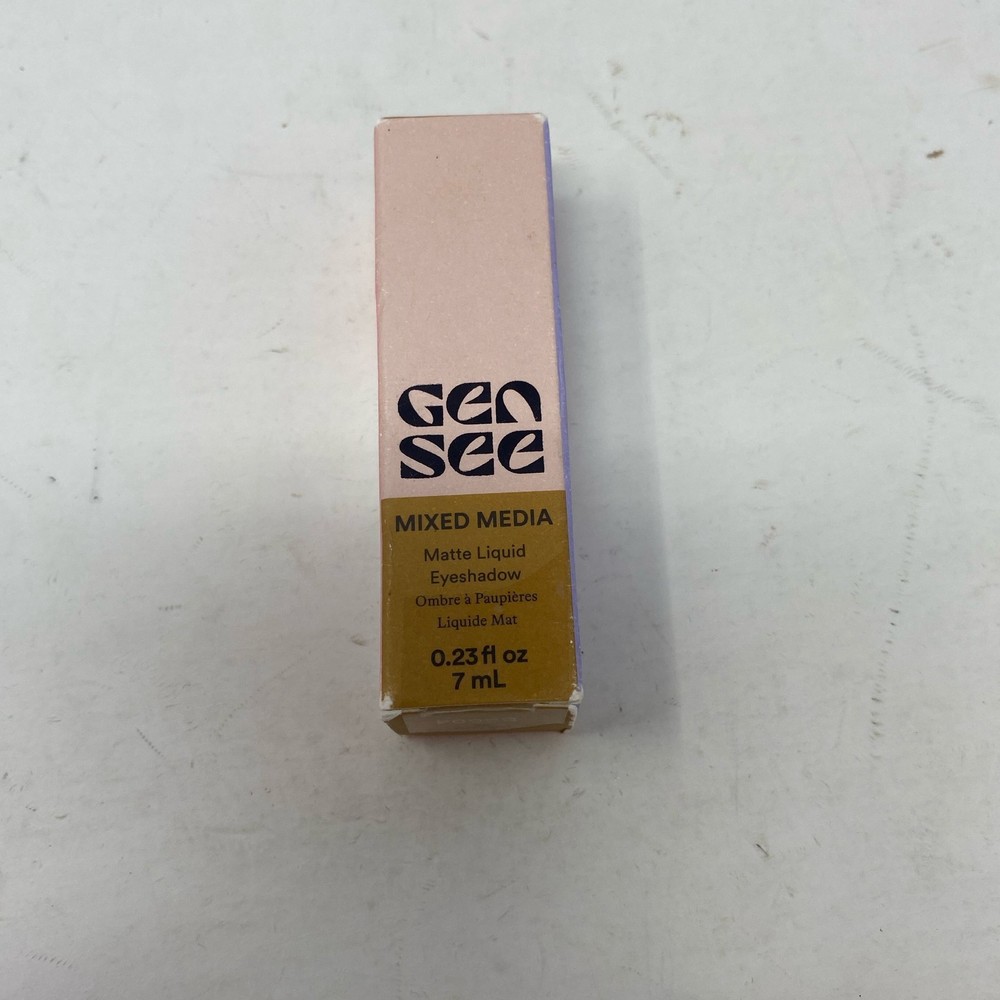 GEN
SEE
MIXED MEDIA
Matte Liquid
Eyeshadow
Ombre à Paupières
Liquide Mat
0.23 fl oz
7 mL